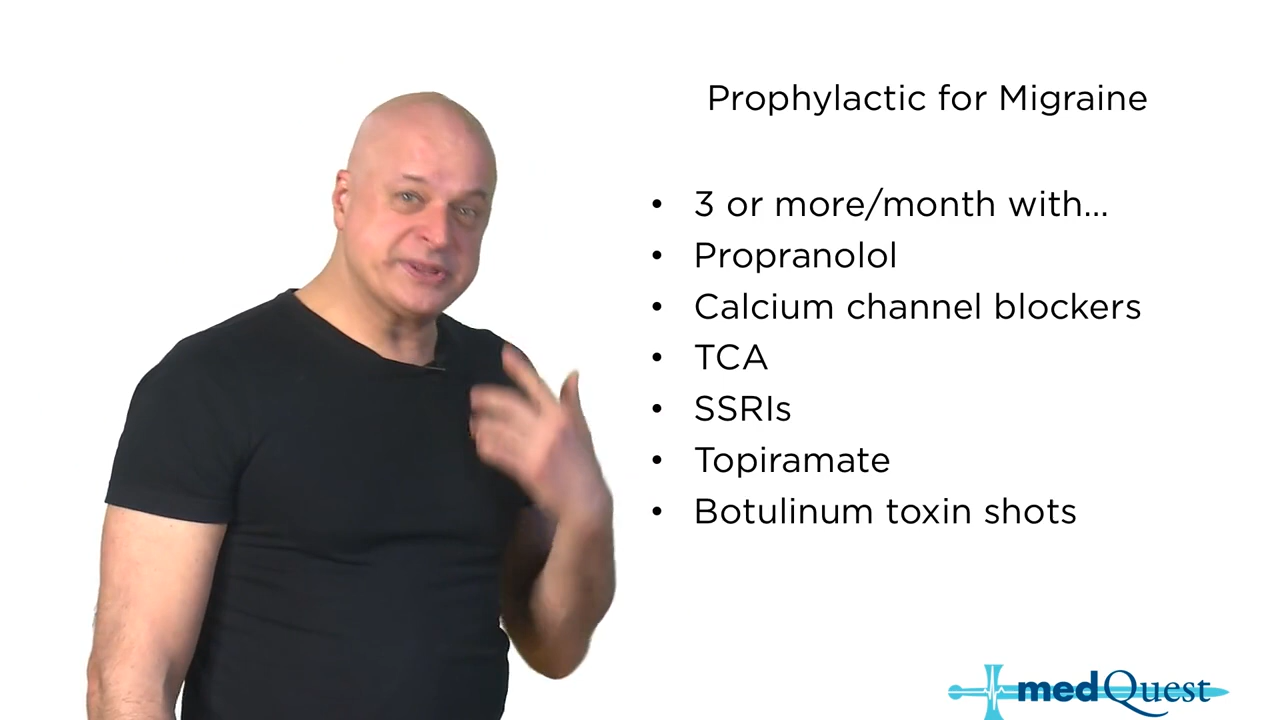 Prophylactic for Migraine
• 3 or more/month with...
• Propranolol
• Calcium channel blockers
• TCA
• SSRIs
• Topiramate
• Botulinum toxin shots
medQuest